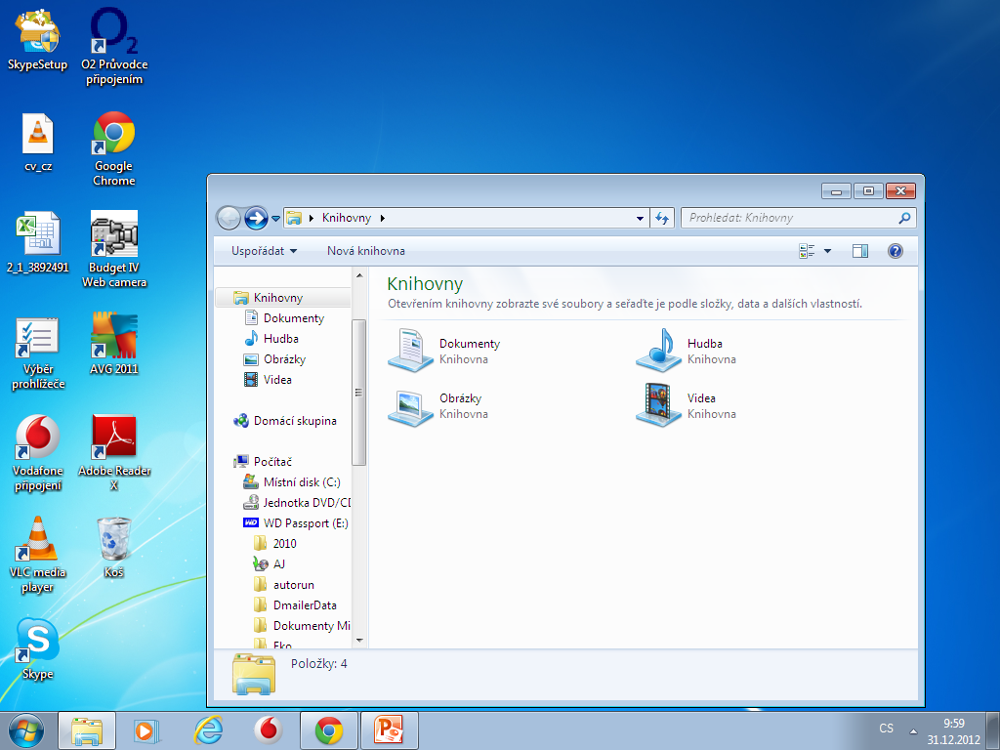 SkypeSetup
O2 Průvodce
připojením
cv_cz
Google
Chrome
2_1_3892491
Budget IV
Web camera
Výběr
prohlížeče
AVG 2011
Vodafone
připojení
Adobe Reader
X
VLC media
player
Koš
Skype
Knihovny
Prohledat: Knihovny
Uspořádat
Nová knihovna
Knihovny
Dokumenty
Hudba
Obrázky
Videa
Domácí skupina
Počítač
Místní disk (C:)
Jednotka DVD/CD
WD Passport (E:)
2010
AJ
autorun
DmailerData
Dokumenty Mi
Eko
Knihovny
Otevřením knihovny zobrazte své soubory a seřaďte je podle složky, data a dalších vlastností.
Dokumenty
Knihovna
Hudba
Knihovna
Obrázky
Knihovna
Videa
Knihovna
Položky: 4
CS
9:59
31.12.2012